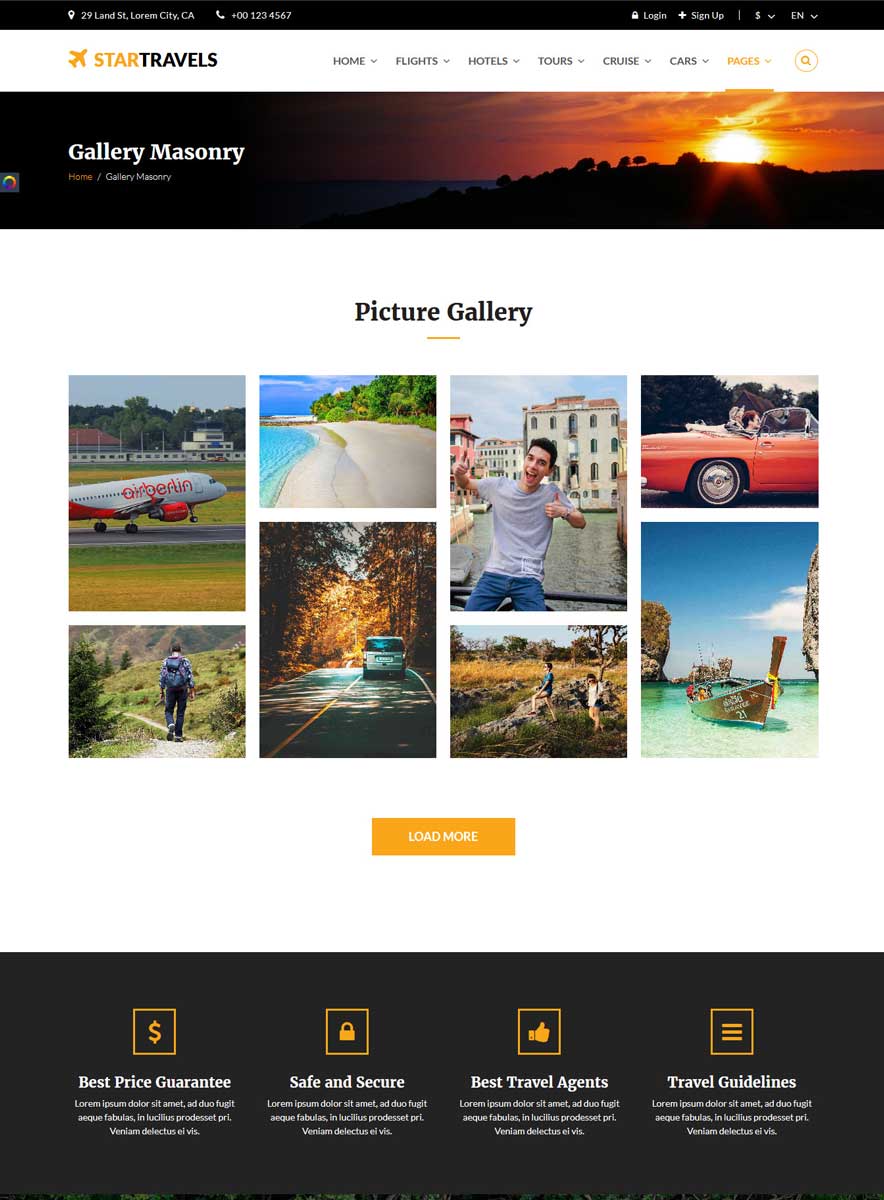 29 Land St, Lorem City, CA +00 123 4567 Login Sign Up | $ EN
STARTRAVELS HOME FLIGHTS HOTELS TOURS CRUISE CARS PAGES
Gallery Masonry
Home / Gallery Masonry
Picture Gallery
airberlin
21
LOAD MORE
$
Best Price Guarantee Safe and Secure Best Travel Agents Travel Guidelines
Lorem ipsum dolor sit amet, ad duo fugit Lorem ipsum dolor sit amet, ad duo fugit Lorem ipsum dolor sit amet, ad duo fugit Lorem ipsum dolor sit amet, ad duo fugit
aeque fabulas, in lucilius prodesset pri. aeque fabulas, in lucilius prodesset pri. aeque fabulas, in lucilius prodesset pri. aeque fabulas, in lucilius prodesset pri.
Veniam delectus ei vis. Veniam delectus ei vis. Veniam delectus ei vis. Veniam delectus ei vis.